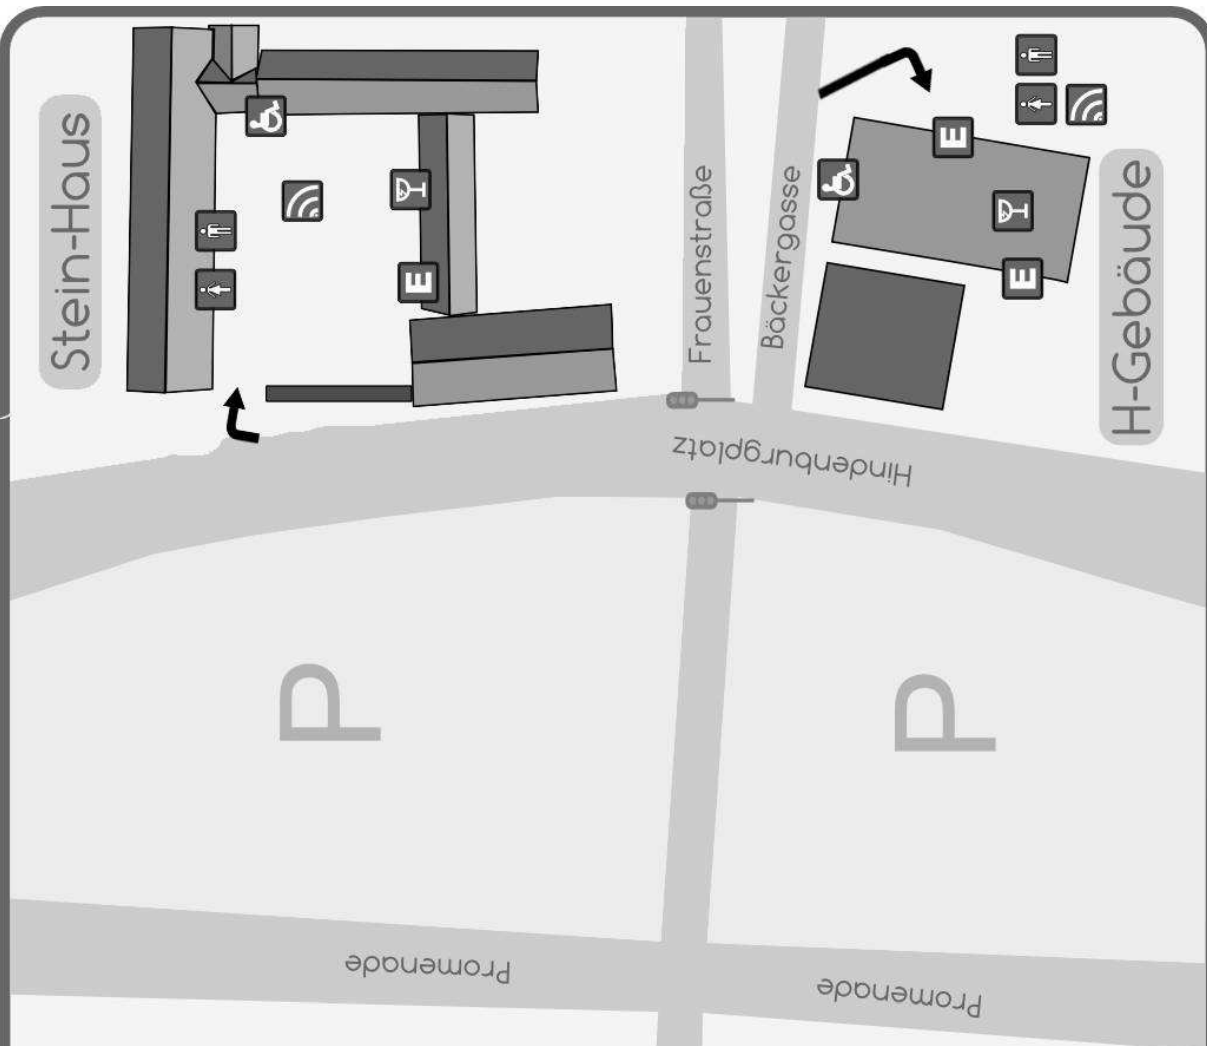 Stein-Haus
E
Frauenstraße
Bäckergasse
E
E
H-Gebäude
Hindenburgplatz
P
P
Promenade
Promenade